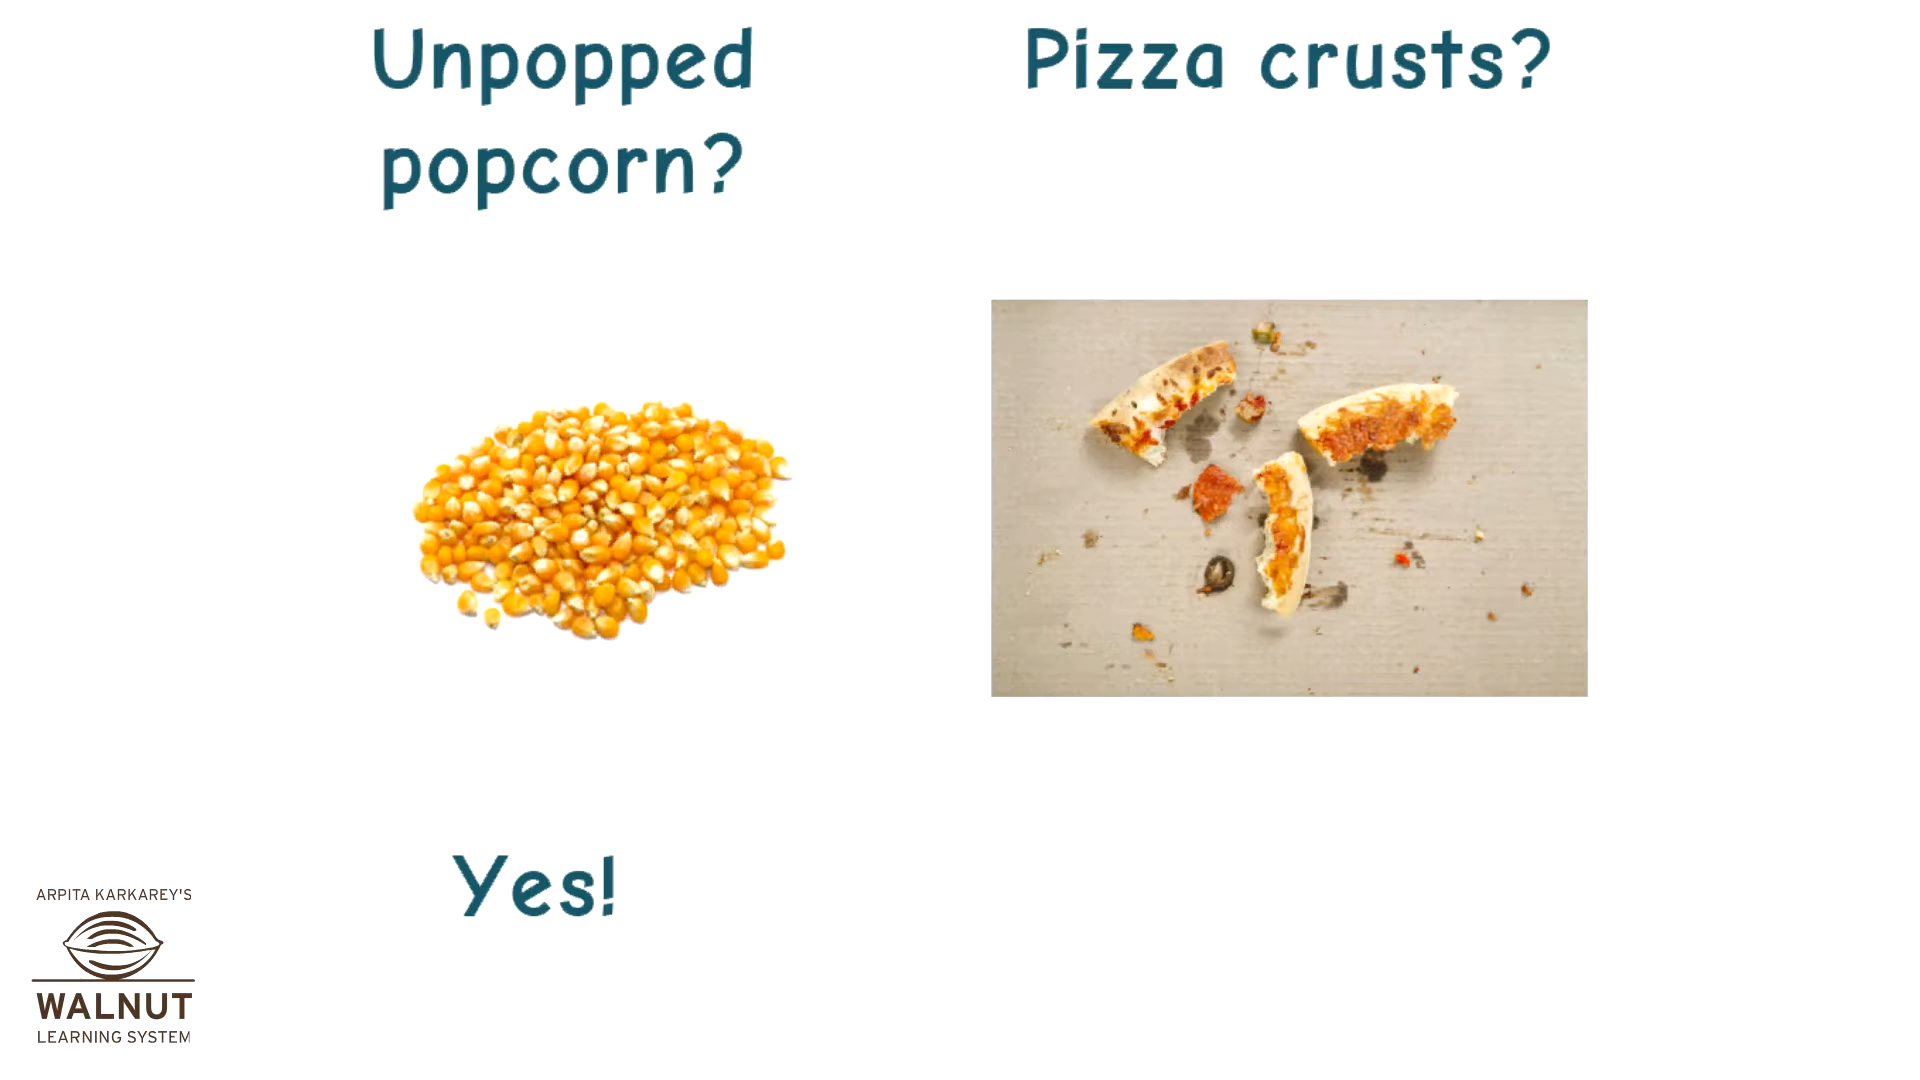 Unpopped
popcorn?
Pizza crusts?
Yes!
ARPITA KARKAREY'S
WALNUT
LEARNING SYSTEM